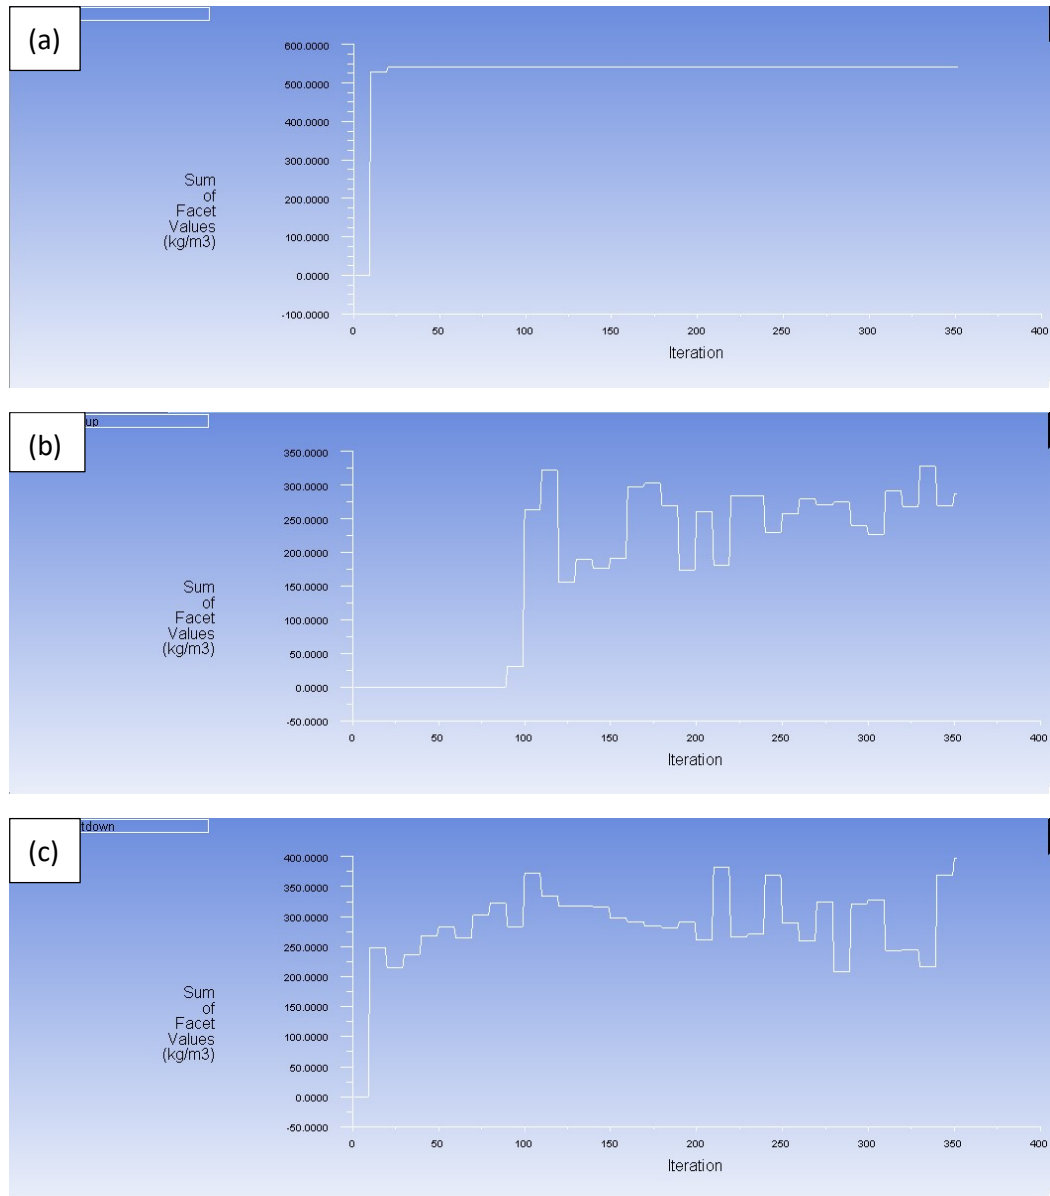 (a)
600.0000
500.0000
400.0000
300.0000
200.0000
100.0000
0.0000
-100.0000
Sum
of
Facet
Values
(kg/m3)
0 50 100 150 200 250 300 350 400
Iteration
(b)
up
350.0000
300.0000
250.0000
200.0000
150.0000
100.0000
50.0000
0.0000
-50.0000
Sum
of
Facet
Values
(kg/m3)
0 50 100 150 200 250 300 350 400
Iteration
(c)
tdown
400.0000
350.0000
300.0000
250.0000
200.0000
150.0000
100.0000
50.0000
0.0000
-50.0000
Sum
of
Facet
Values
(kg/m3)
0 50 100 150 200 250 300 350 400
Iteration